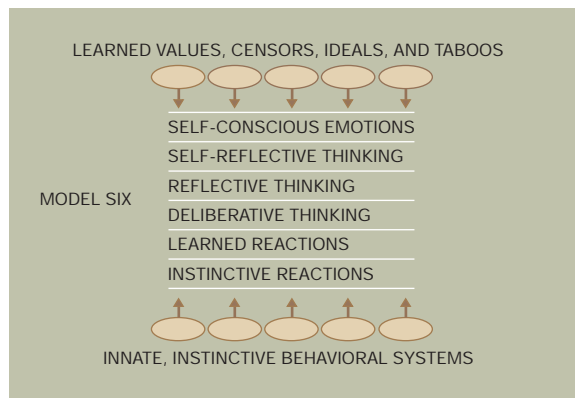 LEARNED VALUES, CENSORS, IDEALS, AND TABOOS
SELF-CONSCIOUS EMOTIONS
SELF-REFLECTIVE THINKING
REFLECTIVE THINKING
MODEL SIX
DELIBERATIVE THINKING
LEARNED REACTIONS
INSTINCTIVE REACTIONS
INNATE, INSTINCTIVE BEHAVIORAL SYSTEMS